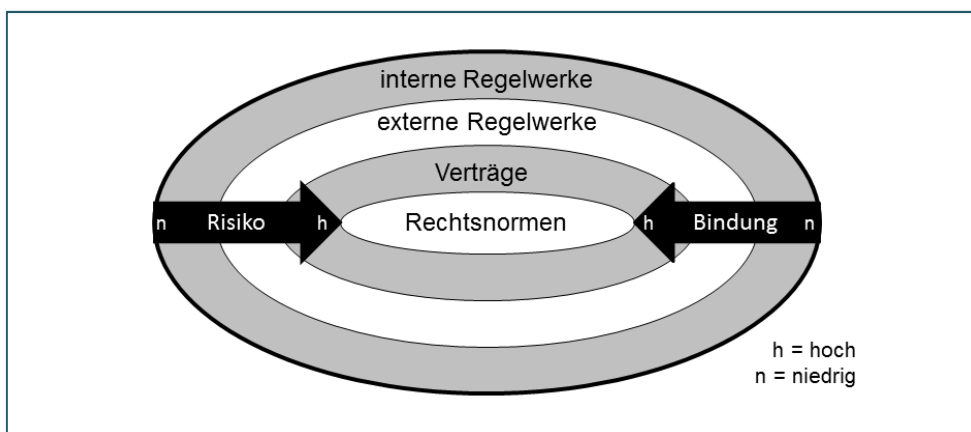 interne Regelwerke
externe Regelwerke
Verträge
n Risiko h Rechtsnormen h Bindung n
h = hoch
n = niedrig